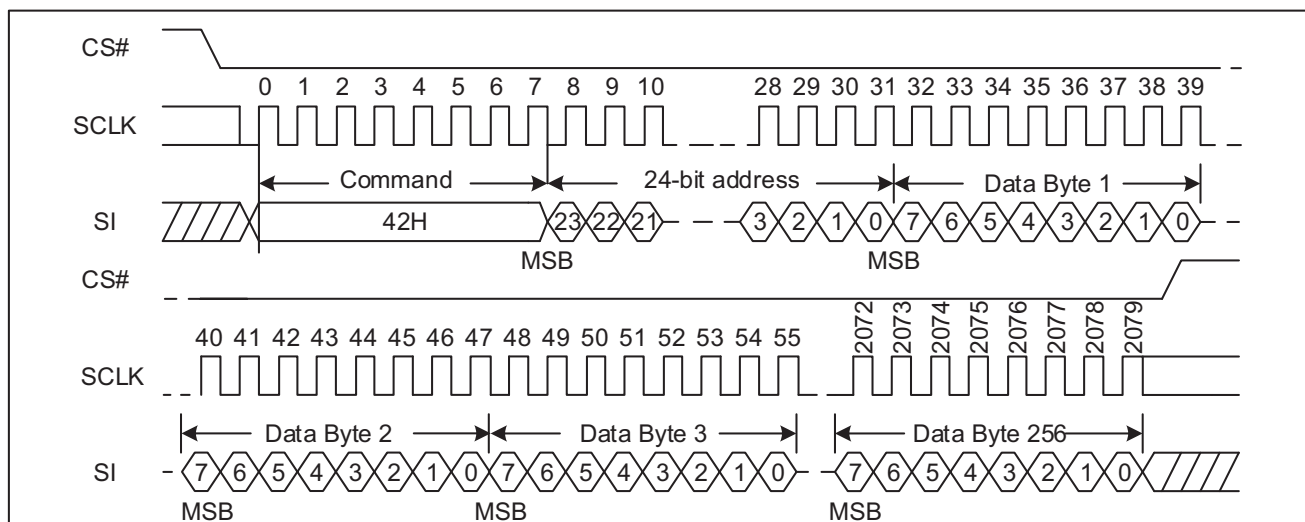 CS#
0 1 2 3 4 5 6 7 8 9 10 28 29 30 31 32 33 34 35 36 37 38 39
SCLK
Command 24-bit address Data Byte 1
SI 42H 23 22 21 3 2 1 0 7 6 5 4 3 2 1 0
MSB MSB
CS#
40 41 42 43 44 45 46 47 48 49 50 51 52 53 54 55 2072 2073 2074 2075 2076 2077 2078 2079
SCLK
Data Byte 2 Data Byte 3 Data Byte 256
SI 7 6 5 4 3 2 1 0 7 6 5 4 3 2 1 0 7 6 5 4 3 2 1 0
MSB MSB MSB